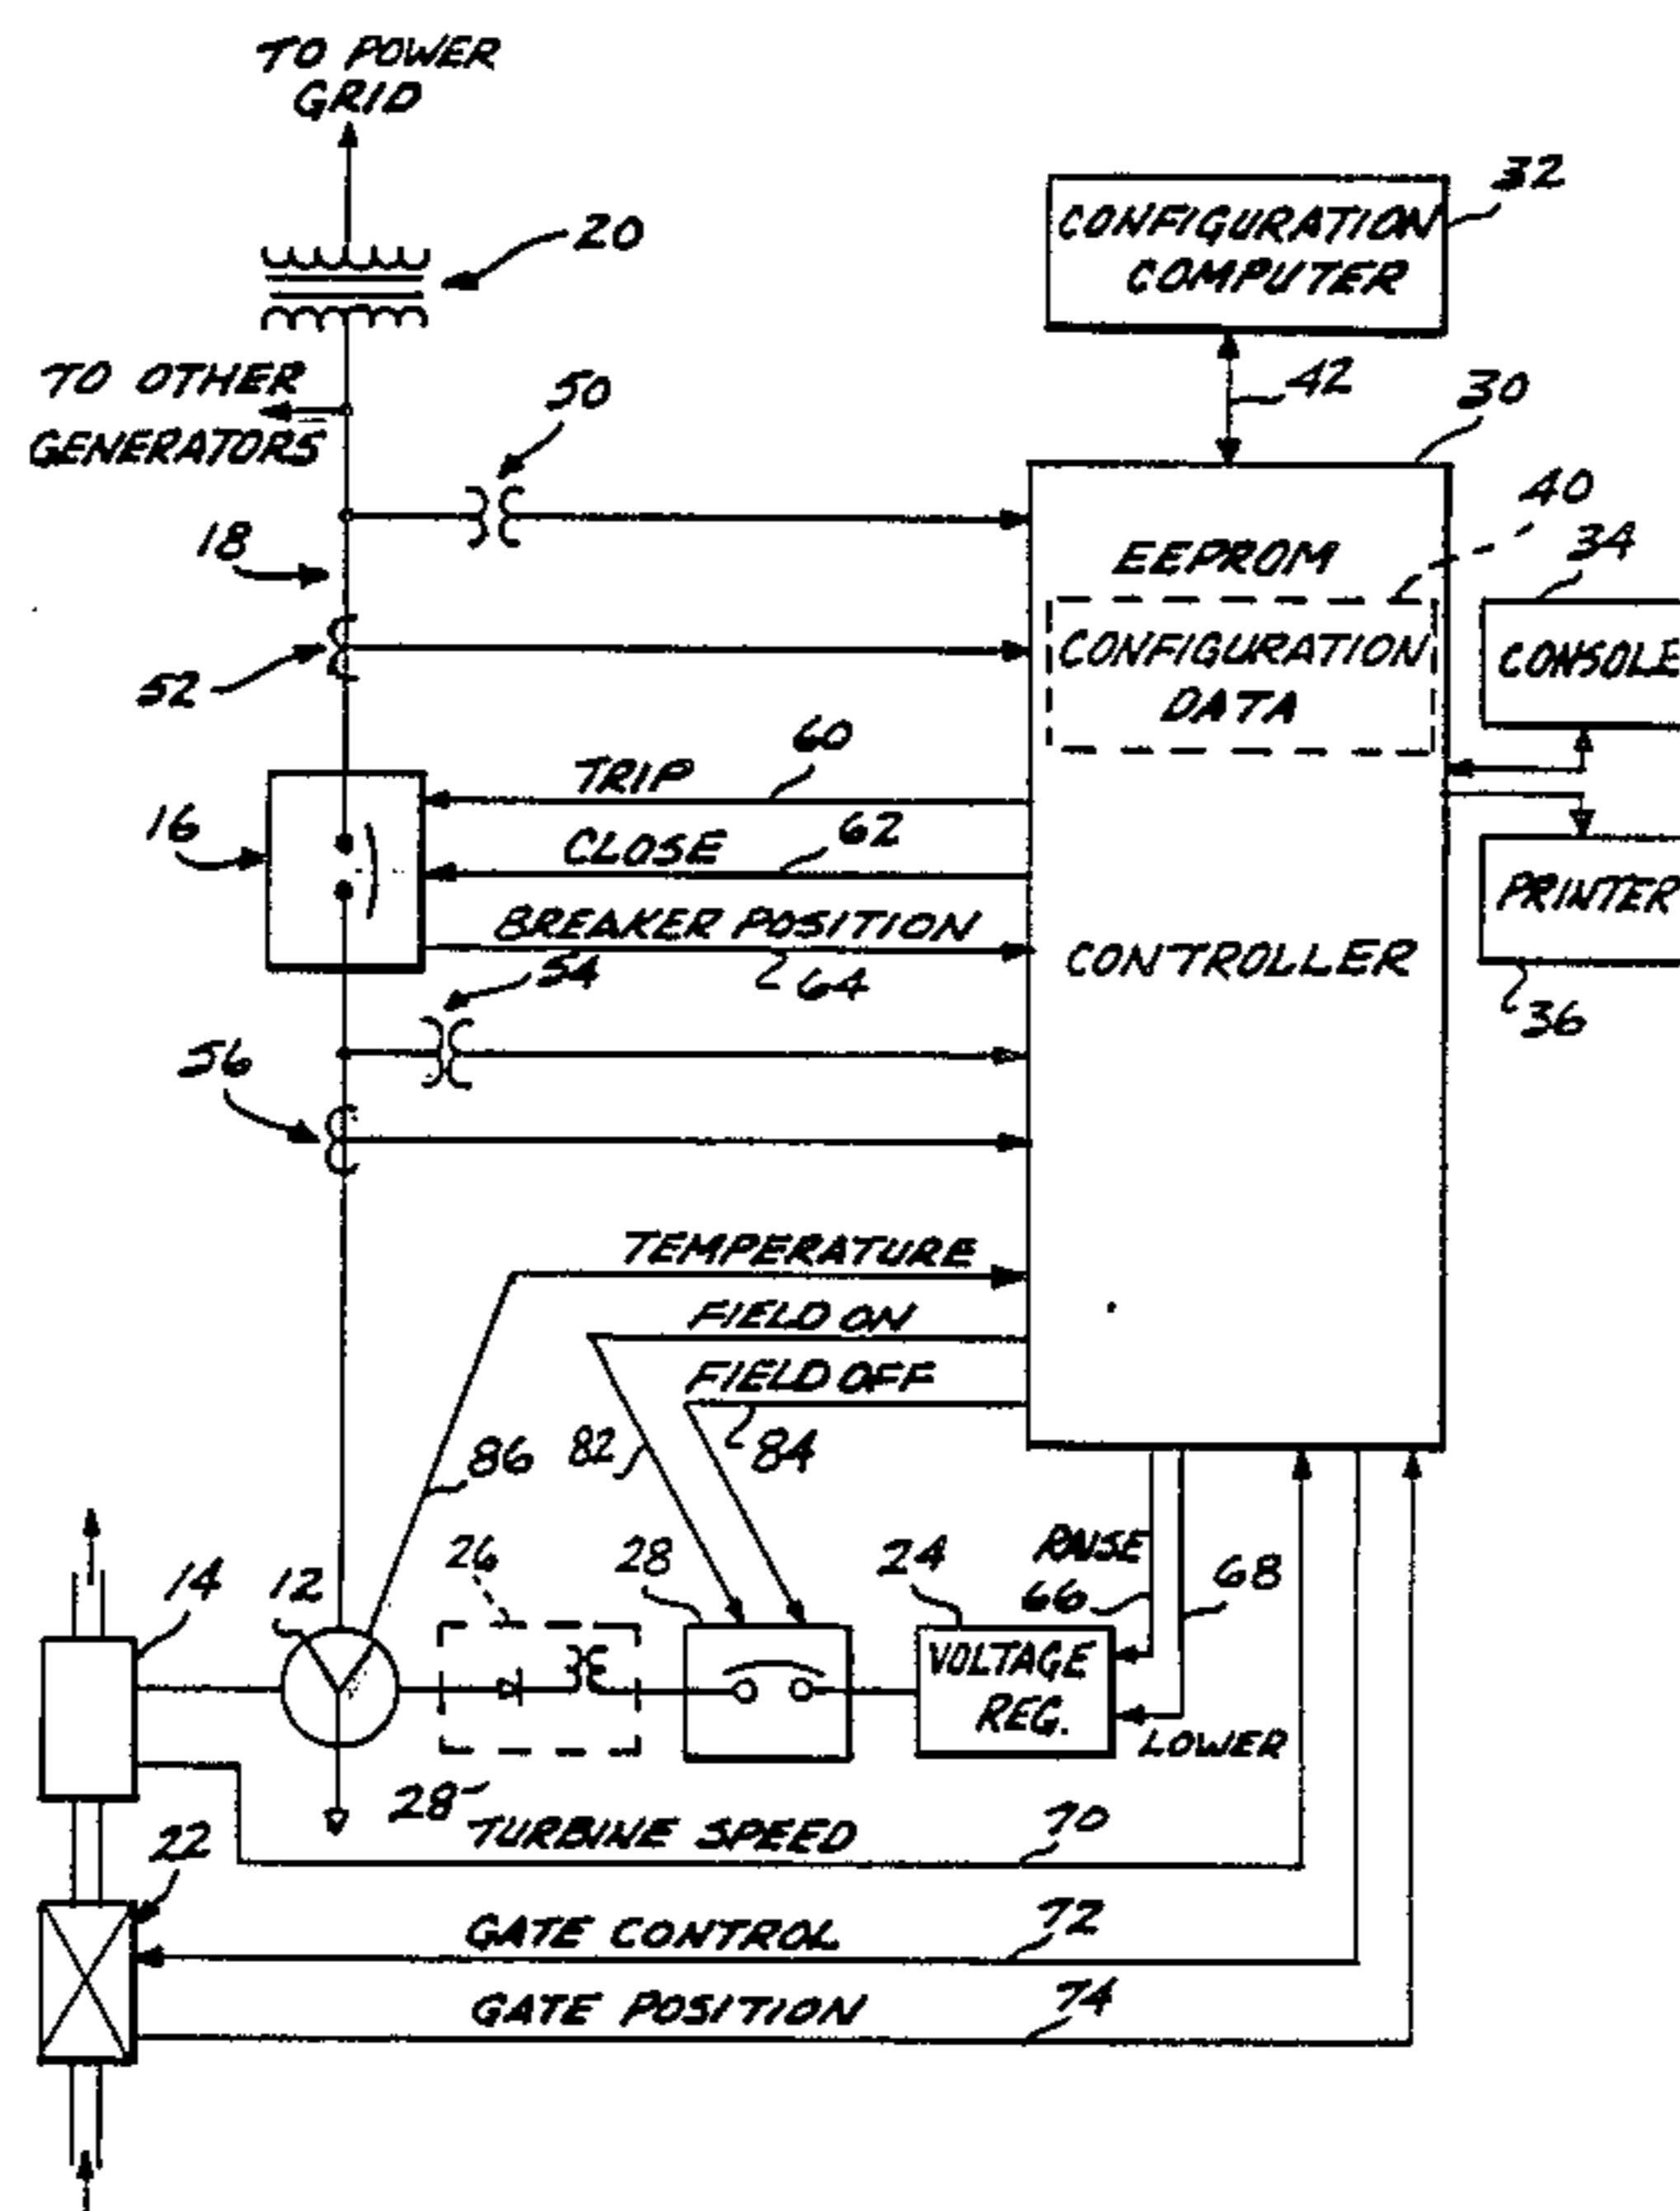 TO POWER
GRID
20
CONFIGURATION
COMPUTER
32
TO OTHER
GENERATORS
42
50
30
18
EEPROM
40
CONFIGURATION
DATA
34
CONSOLE
52
TRIP
60
16
CLOSE
62
BREAKER POSITION
64
CONTROLLER
PRINTER
36
54
56
TEMPERATURE
FIELD ON
FIELD OFF
86
82
84
14
12
26
28
24
VOLTAGE
REG.
RAISE
66
68
LOWER
28
22
TURBINE SPEED
70
GATE CONTROL
72
GATE POSITION
74